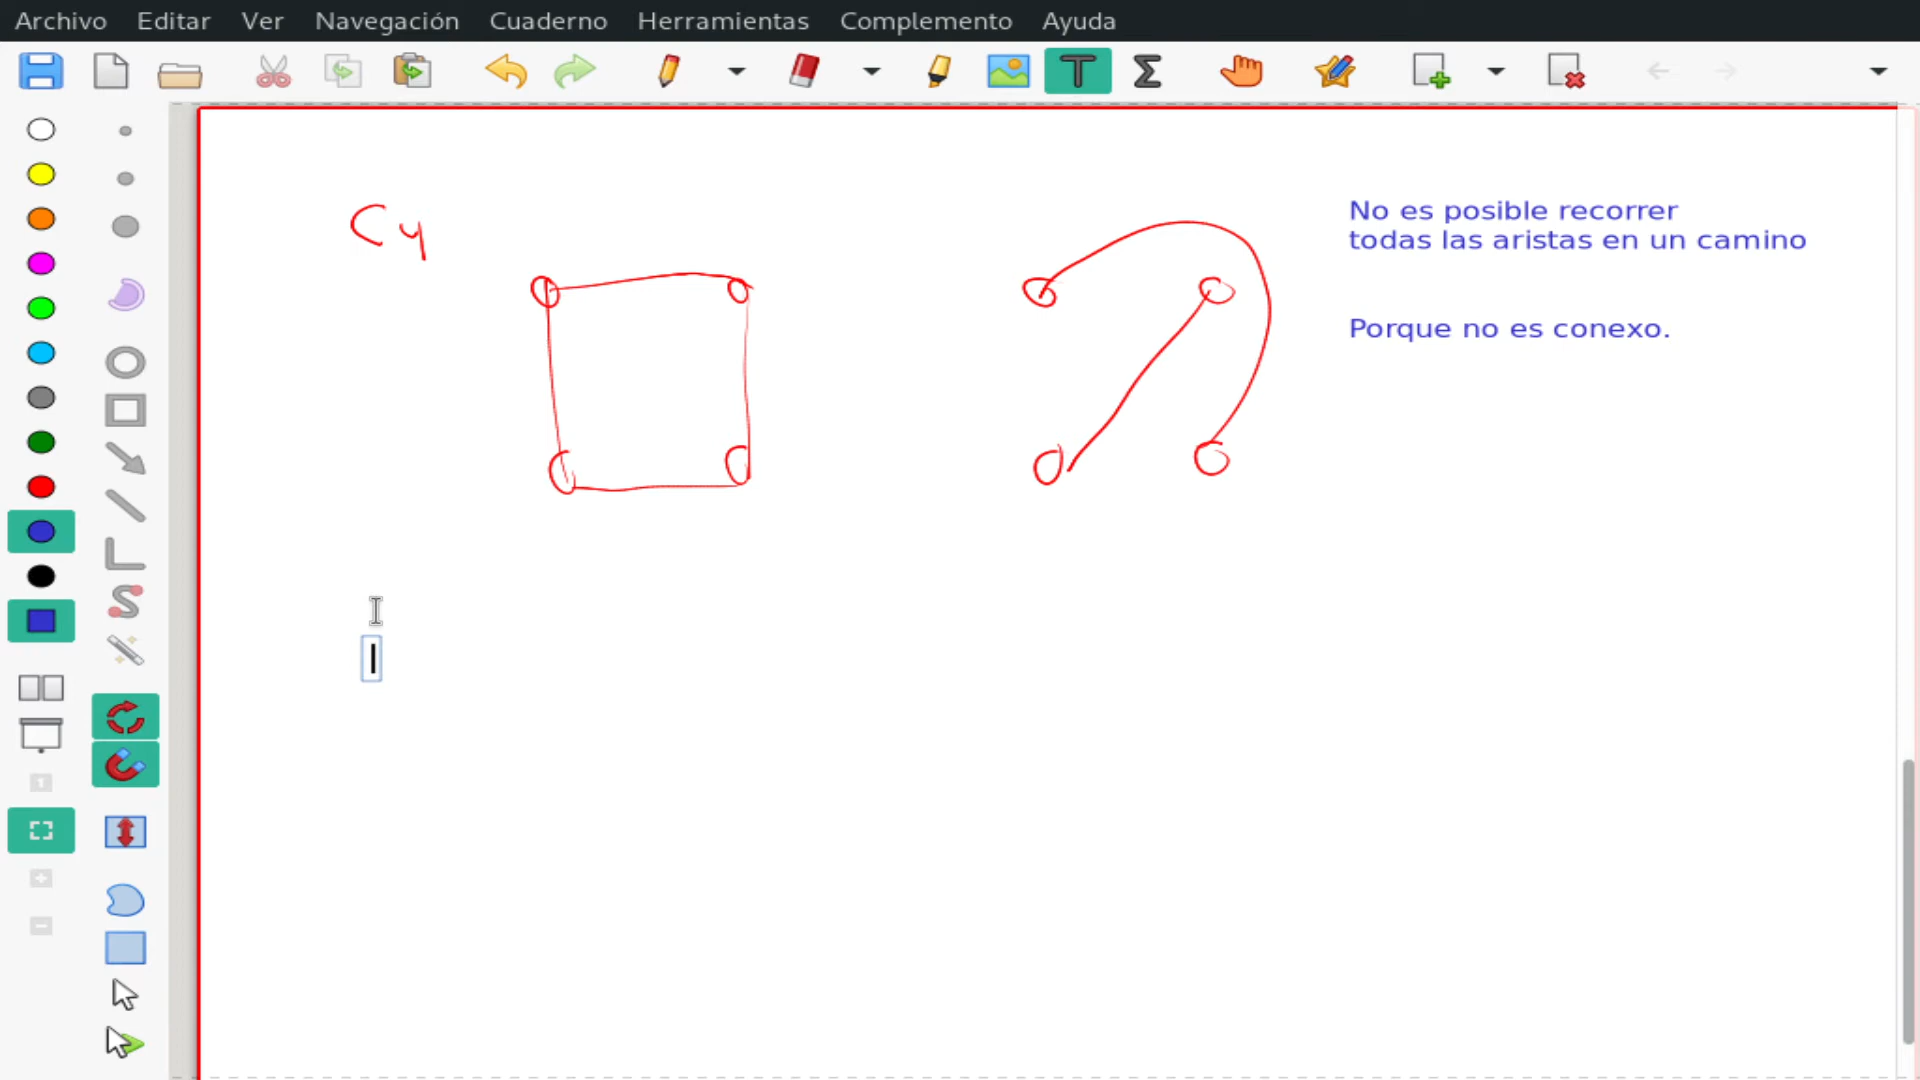 Archivo Editar Ver Navegación Cuaderno Herramientas Complemento Ayuda
C4
No es posible recorrer
todas las aristas en un camino
Porque no es conexo.